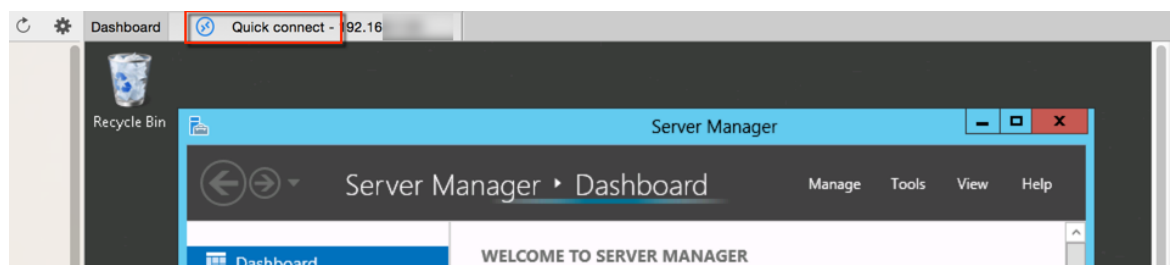 Dashboard
Quick connect - 192.16
Recycle Bin
Server Manager
Server Manager ‣ Dashboard
Manage Tools View Help
Dashboard
WELCOME TO SERVER MANAGER